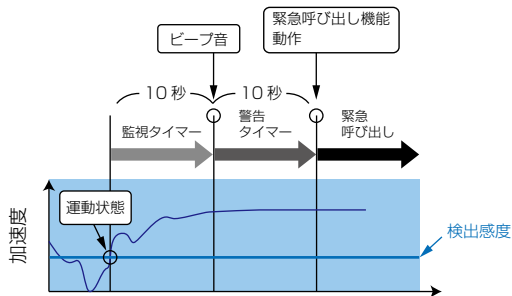 緊急呼び出し機能
動作
ビープ音
10秒
10秒
監視タイマー
警告
タイマー
緊急
呼び出し
運動状態
加速度
検出感度